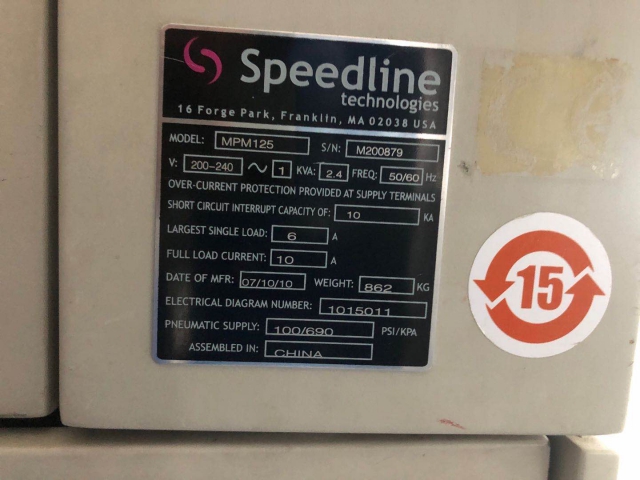 Speedline
technologies
16 Forge Park, Franklin, MA 02038 USA
MODEL: MPM125 S/N: M200879
V: 200-240 ~ 1 KVA: 2.4 FREQ: 50/60 Hz
OVER-CURRENT PROTECTION PROVIDED AT SUPPLY TERMINALS
SHORT CIRCUIT INTERRUPT CAPACITY OF: 10 KA
LARGEST SINGLE LOAD: 6 A
FULL LOAD CURRENT: 10 A
DATE OF MFR: 07/10/10 WEIGHT: 862 KG
ELECTRICAL DIAGRAM NUMBER: 1015011
PNEUMATIC SUPPLY: 100/690 PSI/KPA
ASSEMBLED IN: CHINA
15